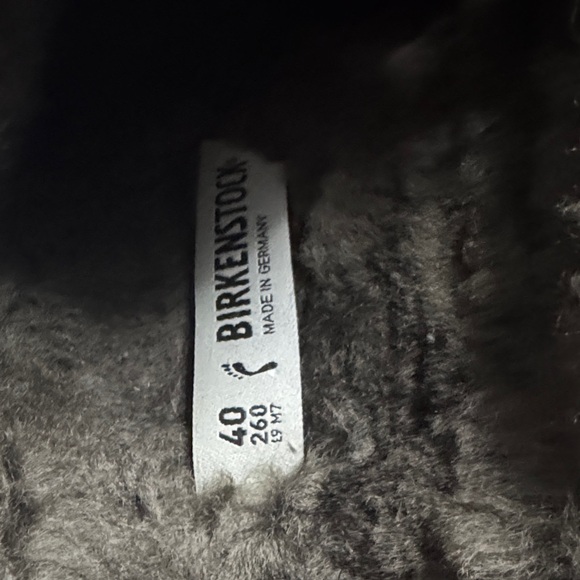 BIRKENSTOCK®
MADE IN GERMANY
40
260
L9 M7